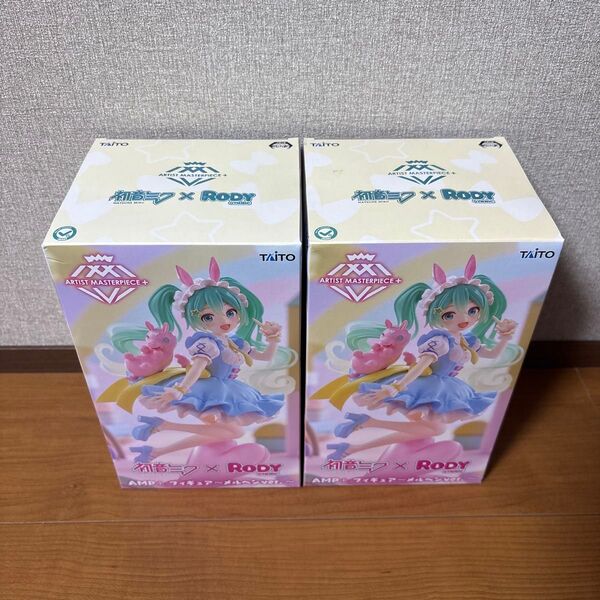 TAITO
ARTIST MASTERPIECE +
初音ミク × RODY
HATSUNE MIKU
TAITO
ARTIST MASTERPIECE +
初音ミク × RODY
AMP+ フィギュア～メルヘンver.～
TAITO
ARTIST MASTERPIECE +
初音ミク × RODY
HATSUNE MIKU
TAITO
ARTIST MASTERPIECE +
初音ミク × RODY
AMP+ フィギュア～メルヘンver.～